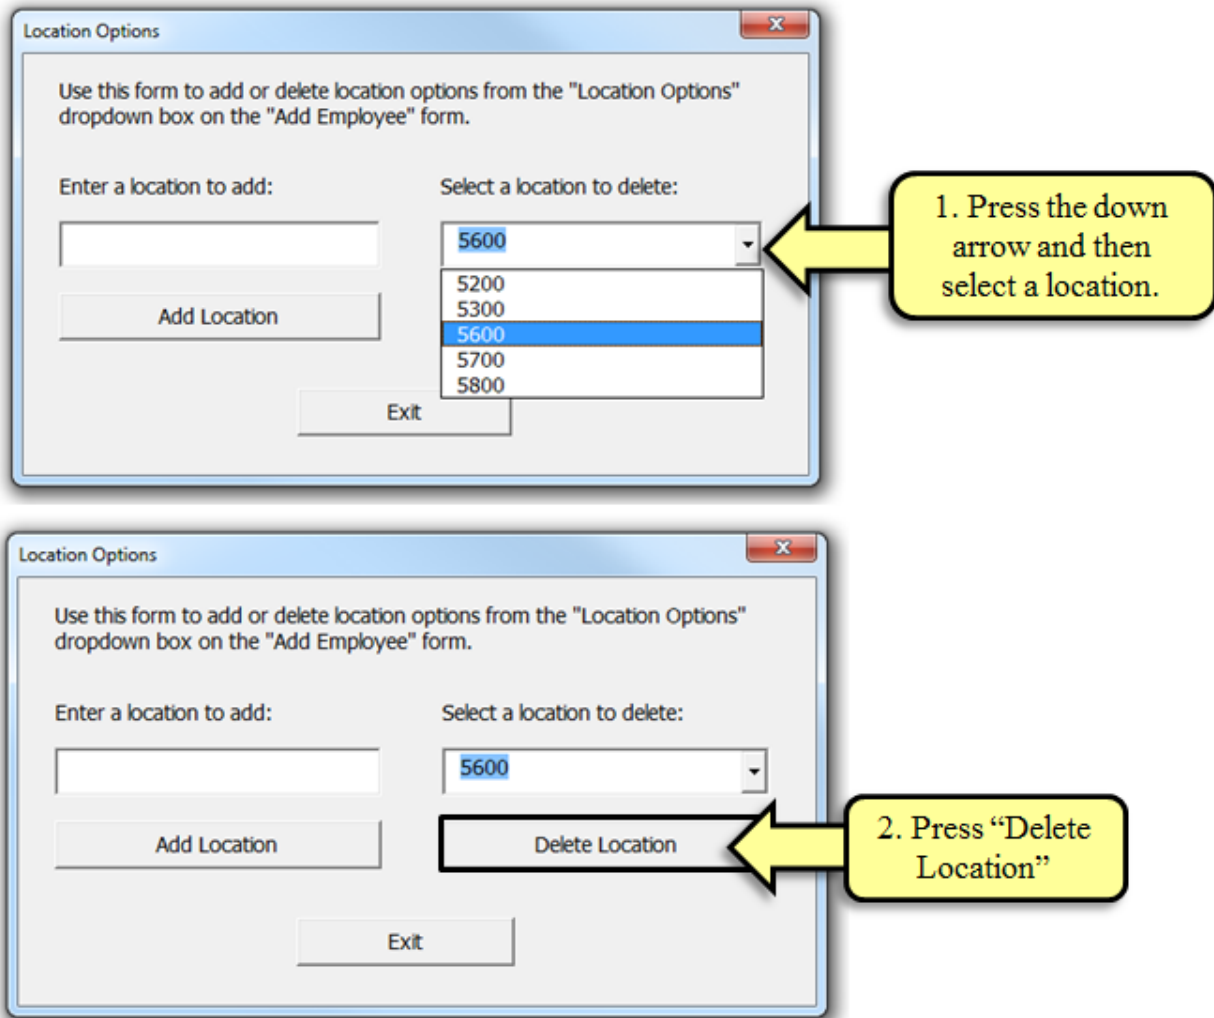 Location Options
Use this form to add or delete location options from the "Location Options"
dropdown box on the "Add Employee" form.
Enter a location to add:
Select a location to delete:
5600
5200
5300
5600
5700
5800
Add Location
Exit
1. Press the down
arrow and then
select a location.
Location Options
Use this form to add or delete location options from the "Location Options"
dropdown box on the "Add Employee" form.
Enter a location to add:
Select a location to delete:
5600
Add Location
Delete Location
Exit
2. Press “Delete
Location”